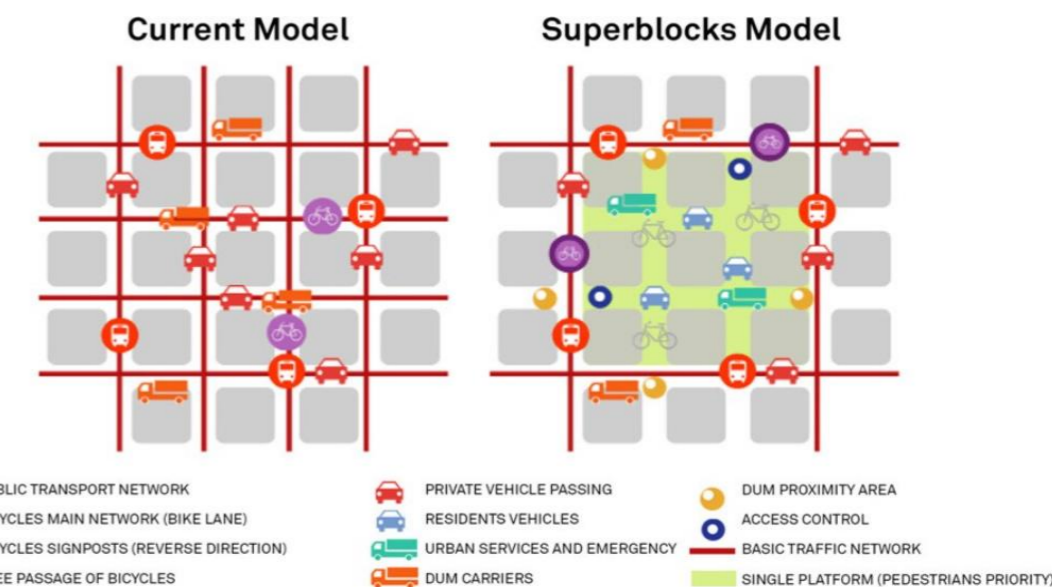 Current Model
Superblocks Model
BLIC TRANSPORT NETWORK
YCLES MAIN NETWORK (BIKE LANE)
YCLES SIGNPOSTS (REVERSE DIRECTION)
EE PASSAGE OF BICYCLES
PRIVATE VEHICLE PASSING
RESIDENTS VEHICLES
URBAN SERVICES AND EMERGENCY
DUM CARRIERS
DUM PROXIMITY AREA
ACCESS CONTROL
BASIC TRAFFIC NETWORK
SINGLE PLATFORM (PEDESTRIANS PRIORITY)